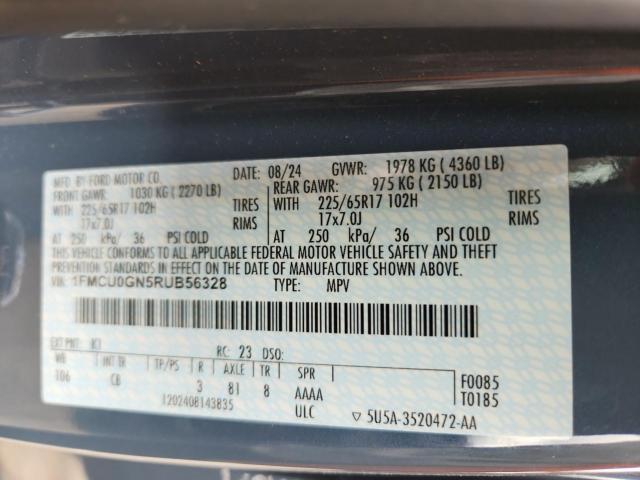 MFD. BY FORD MOTOR CO. DATE: 08/24 GVWR: 1978 KG ( 4360 LB)
FRONT GAWR: 1030 KG ( 2270 LB) REAR GAWR: 975 KG ( 2150 LB)
WITH 225/65R17 102H TIRES WITH 225/65R17 102H TIRES
17x7.0J RIMS 17x7.0J RIMS
AT 250 kPa/ 36 PSI COLD AT 250 kPa/ 36 PSI COLD
THIS VEHICLE CONFORMS TO ALL APPLICABLE FEDERAL MOTOR VEHICLE SAFETY AND THEFT PREVENTION
STANDARDS IN EFFECT ON THE DATE OF MANUFACTURE SHOWN ABOVE.
VIN: 1FMCU0GN5RUB56328 TYPE: MPV
EXT PNT: K1 RC: 23 DSO:
WB INT TR TP/PS R AXLE TR SPR
106 CB 3 81 8 AAAA F0085
1202408143835 ULC T0185
▽ 5U5A-3520472-AA